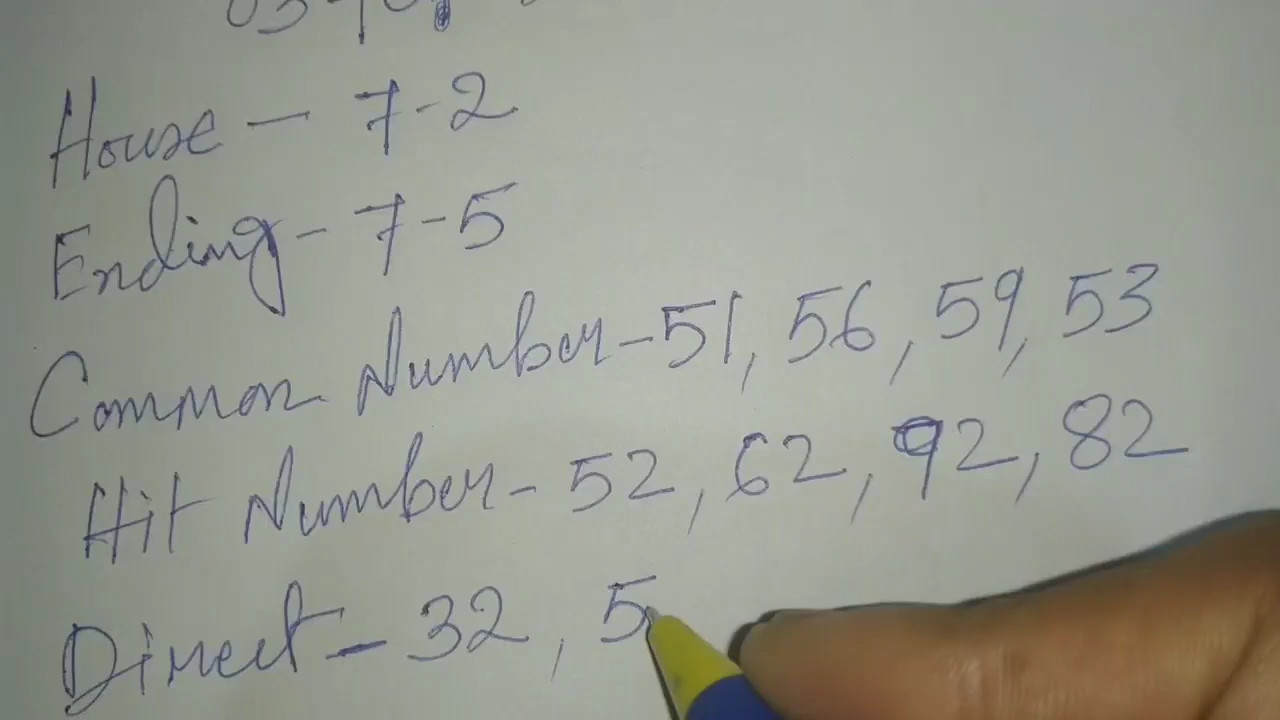 House - 7-2
Ending - 7-5
Common Number - 51, 56, 59, 53
Hit Number - 52, 62, 92, 82
Direct - 32, 5